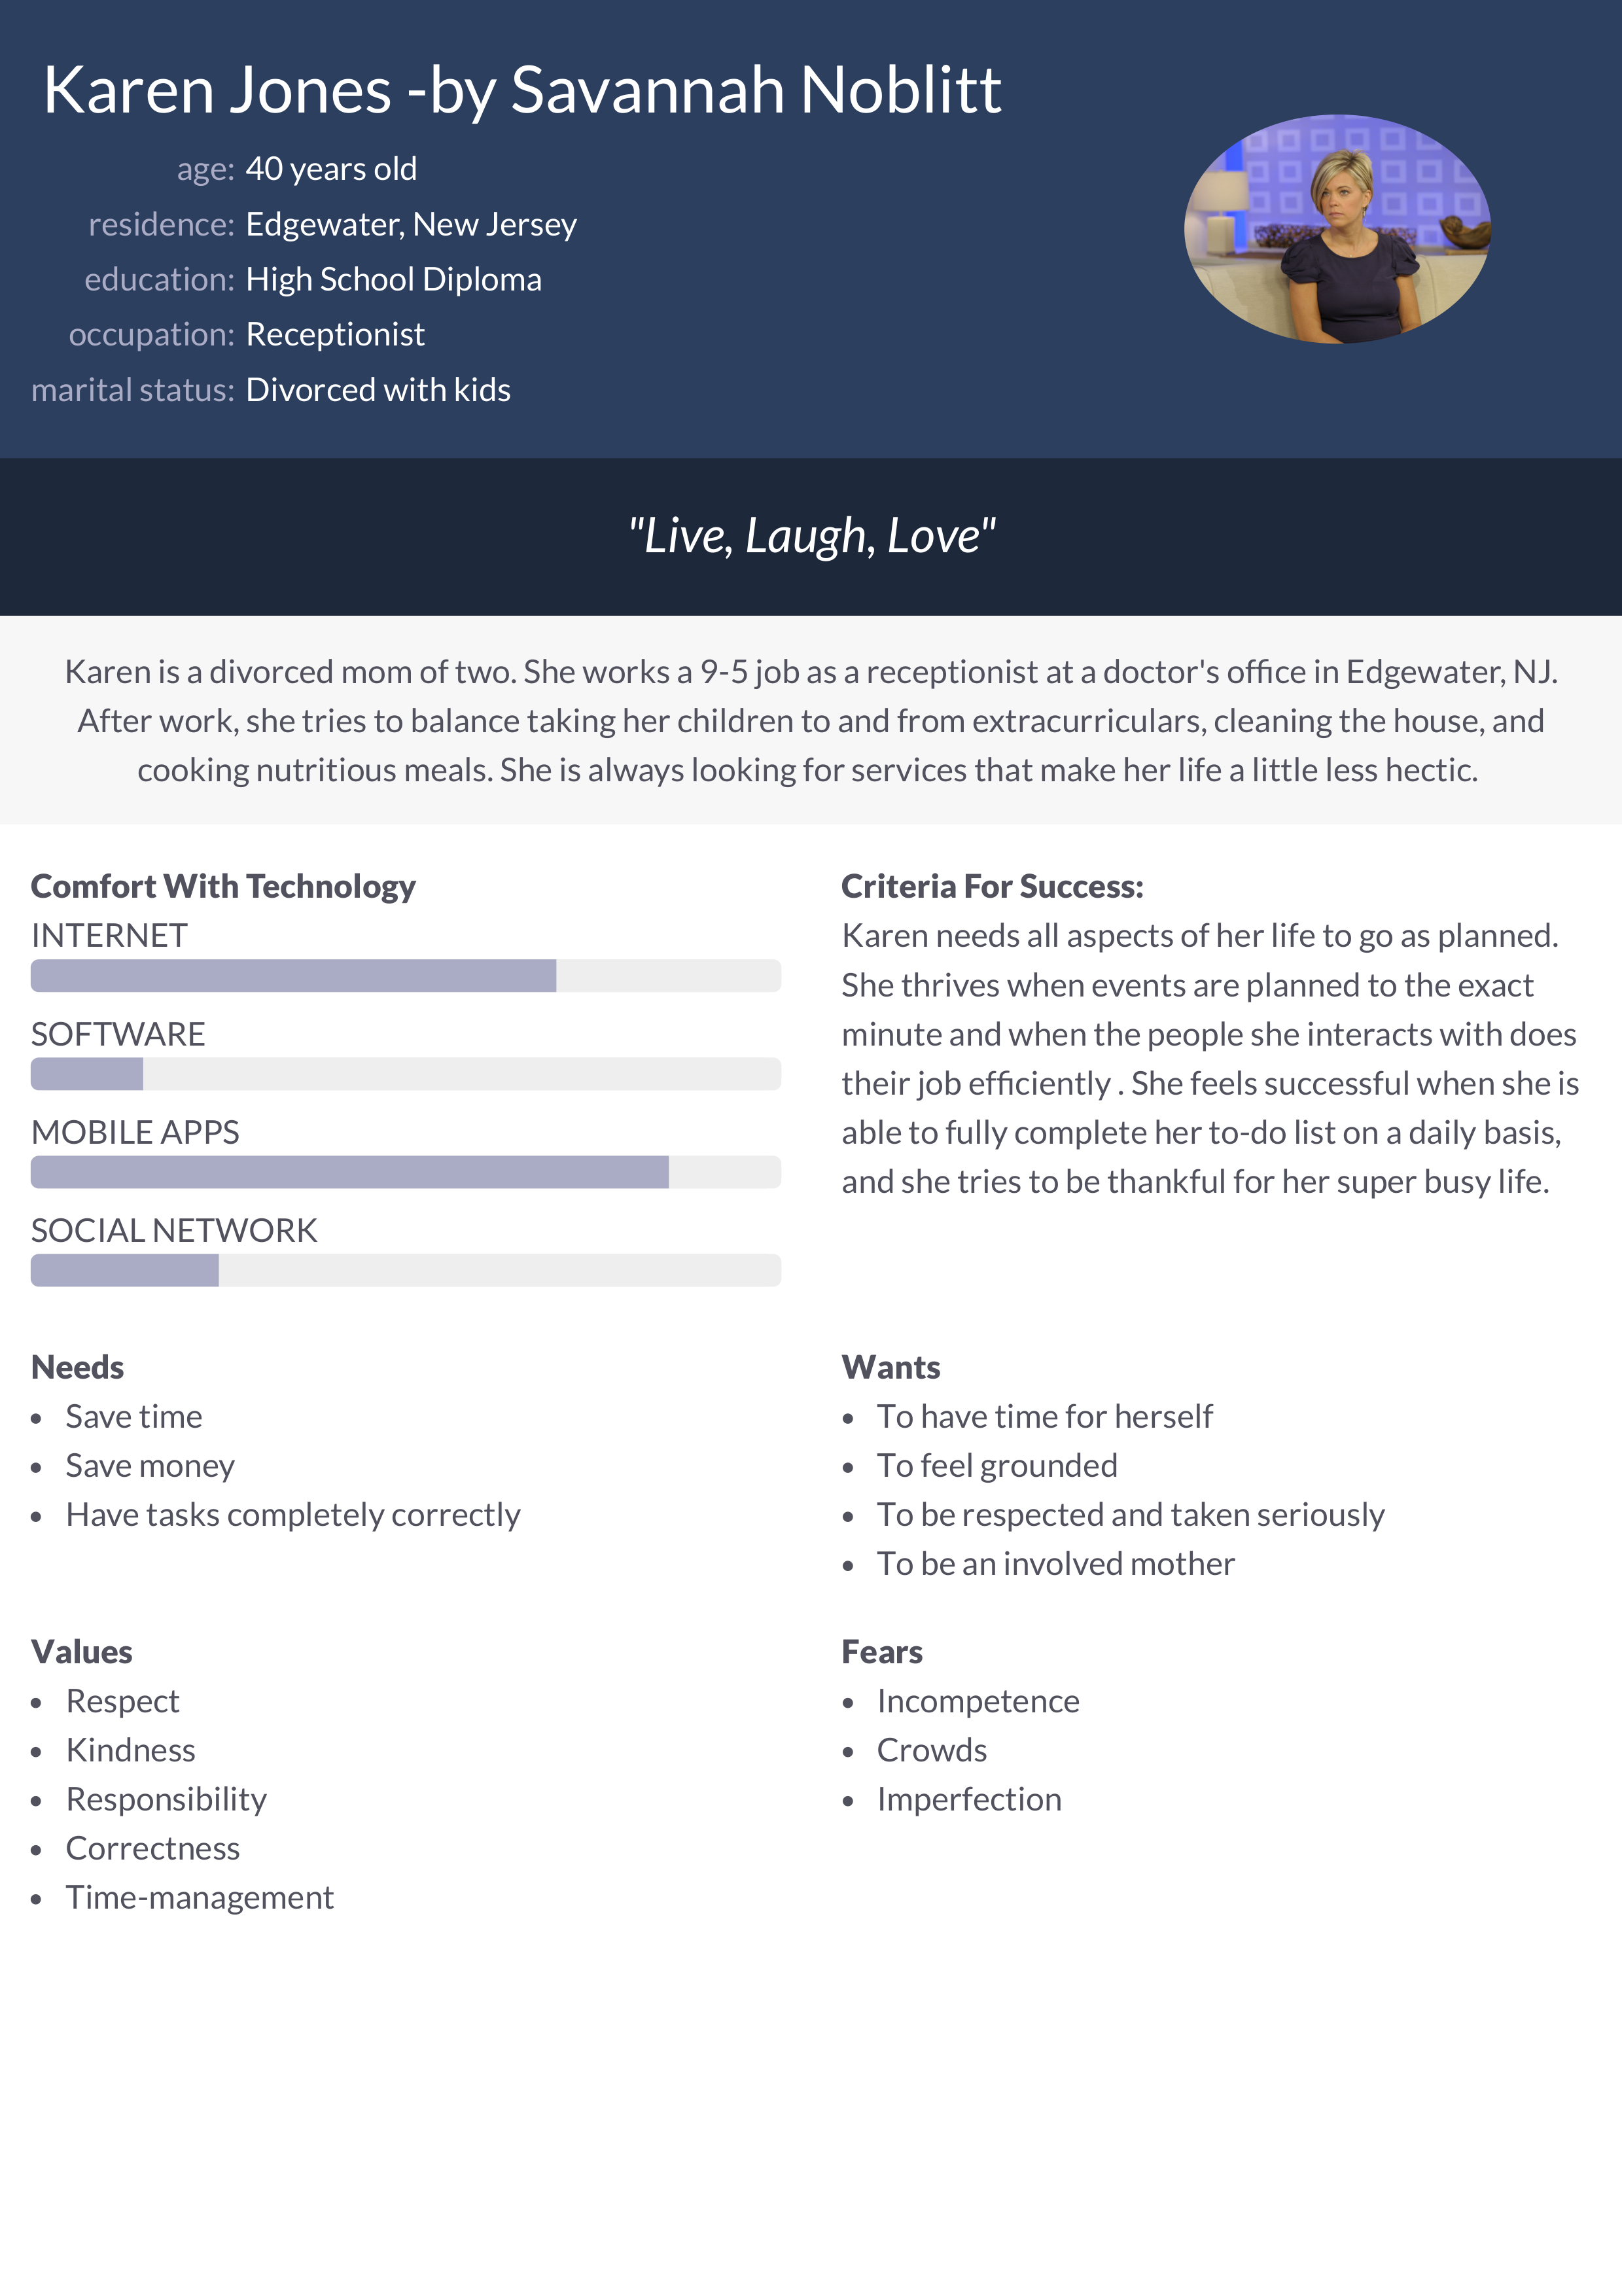 Karen Jones -by Savannah Noblitt
age: 40 years old
residence: Edgewater, New Jersey
education: High School Diploma
occupation: Receptionist
marital status: Divorced with kids
"Live, Laugh, Love"
Karen is a divorced mom of two. She works a 9-5 job as a receptionist at a doctor's office in Edgewater, NJ.
After work, she tries to balance taking her children to and from extracurriculars, cleaning the house, and
cooking nutritious meals. She is always looking for services that make her life a little less hectic.
Comfort With Technology
INTERNET
SOFTWARE
MOBILE APPS
SOCIAL NETWORK
Criteria For Success:
Karen needs all aspects of her life to go as planned.
She thrives when events are planned to the exact
minute and when the people she interacts with does
their job efficiently . She feels successful when she is
able to fully complete her to-do list on a daily basis,
and she tries to be thankful for her super busy life.
Needs
• Save time
• Save money
• Have tasks completely correctly
Wants
• To have time for herself
• To feel grounded
• To be respected and taken seriously
• To be an involved mother
Values
• Respect
• Kindness
• Responsibility
• Correctness
• Time-management
Fears
• Incompetence
• Crowds
• Imperfection